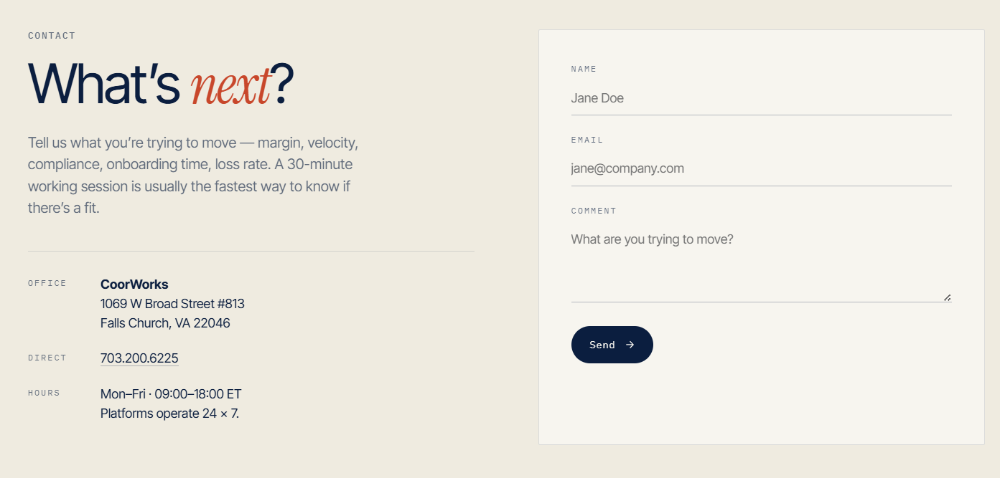 CONTACT
What’s next?
Tell us what you’re trying to move — margin, velocity,
compliance, onboarding time, loss rate. A 30-minute
working session is usually the fastest way to know if
there’s a fit.
OFFICE
CoorWorks
1069 W Broad Street #813
Falls Church, VA 22046
DIRECT
703.200.6225
HOURS
Mon–Fri · 09:00–18:00 ET
Platforms operate 24 × 7.
NAME
Jane Doe
EMAIL
jane@company.com
COMMENT
What are you trying to move?
Send →